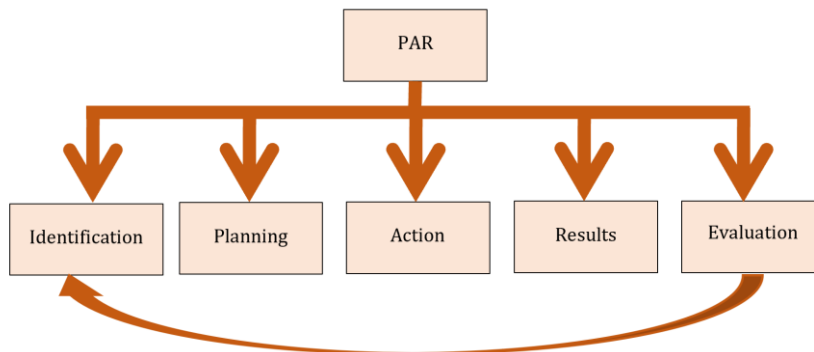 PAR
Identification
Planning
Action
Results
Evaluation